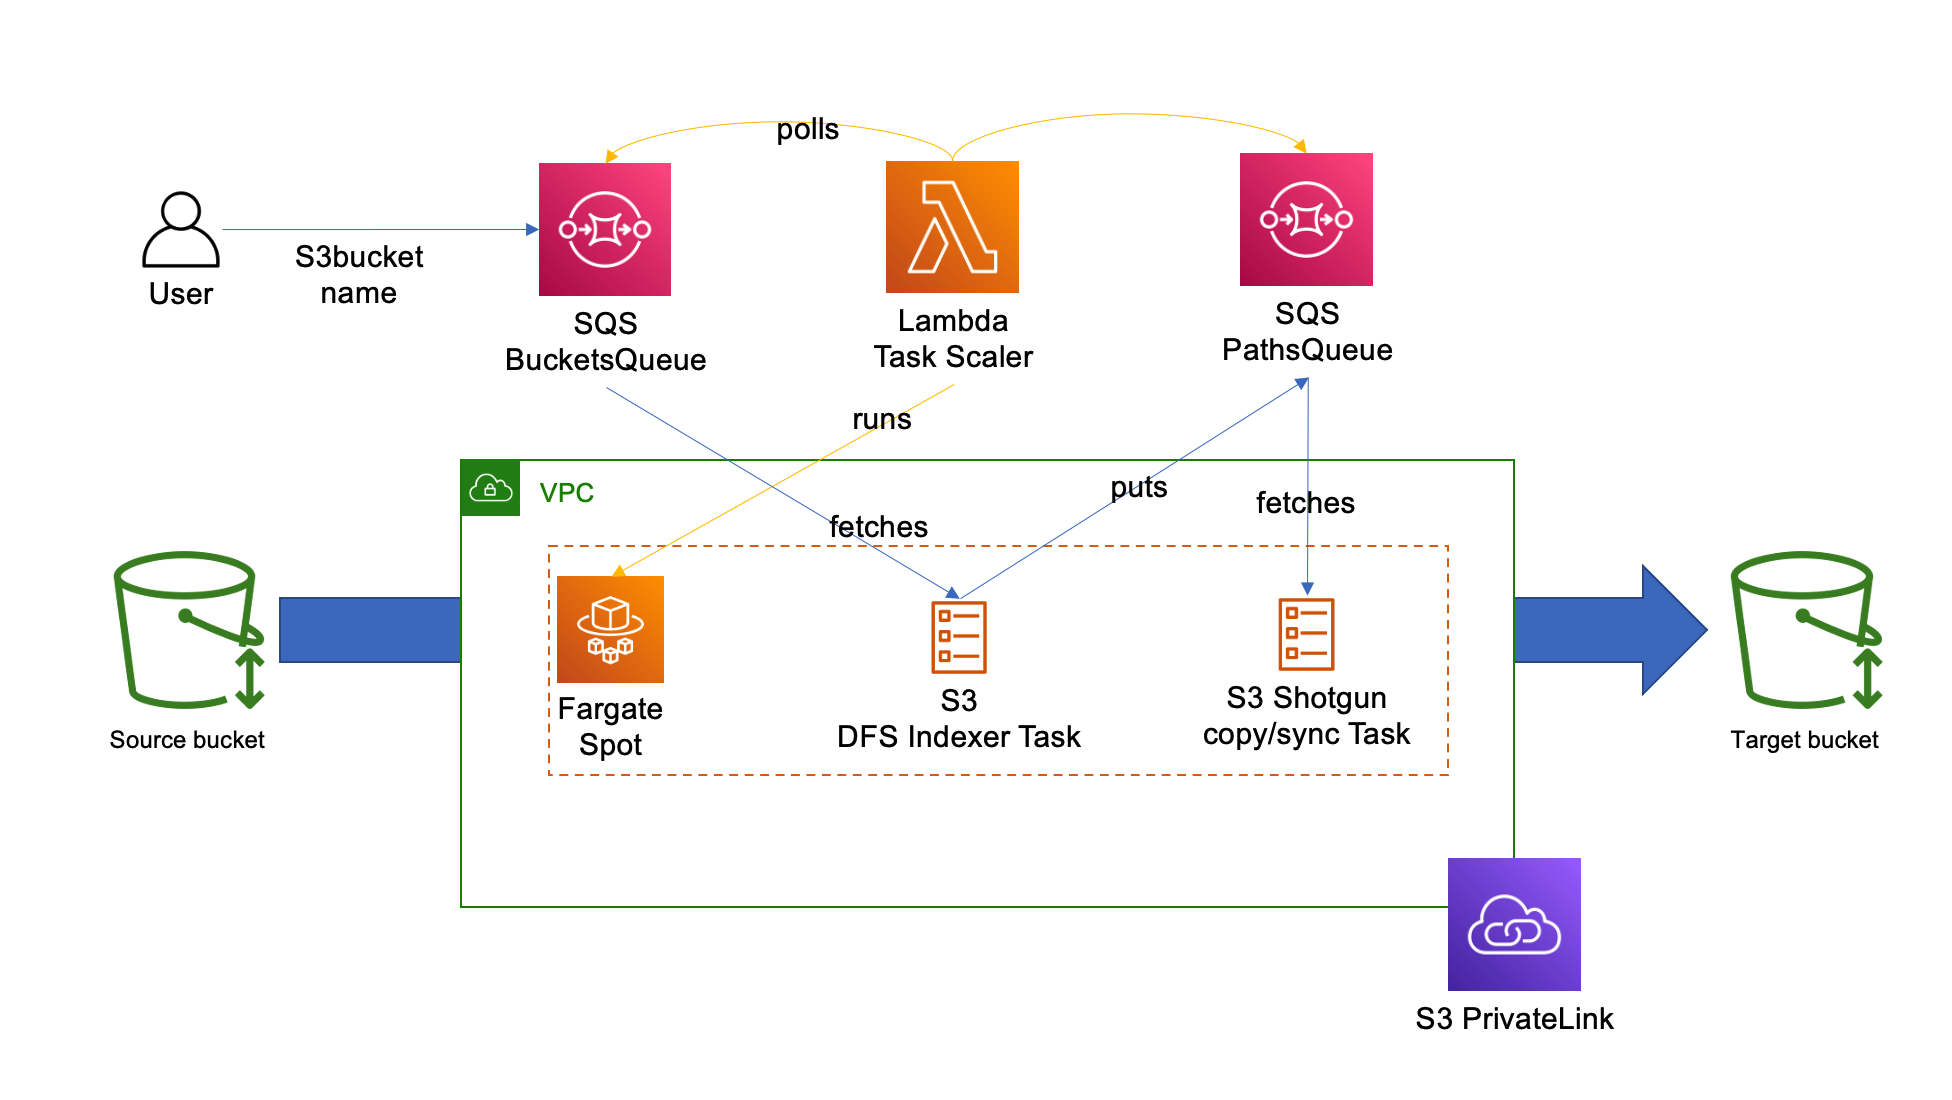 polls
User
S3bucket
name
SQS
BucketsQueue
Lambda
Task Scaler
SQS
PathsQueue
runs
VPC
fetches
puts
fetches
Fargate
Spot
S3
DFS Indexer Task
S3 Shotgun
copy/sync Task
Source bucket
Target bucket
S3 PrivateLink